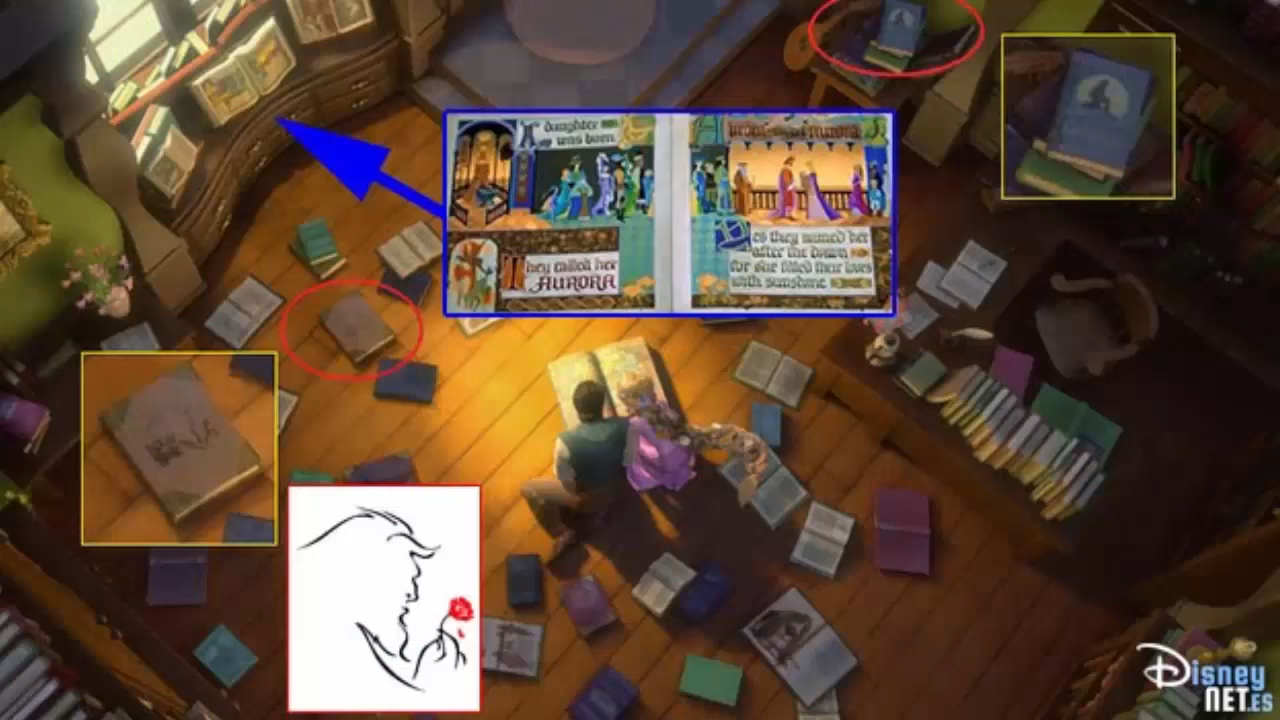 A daughter
was born.
They called her
AURORA
Yes they named her
after the dawn
for she filled their lives
with sunshine
Disney
NET.ES